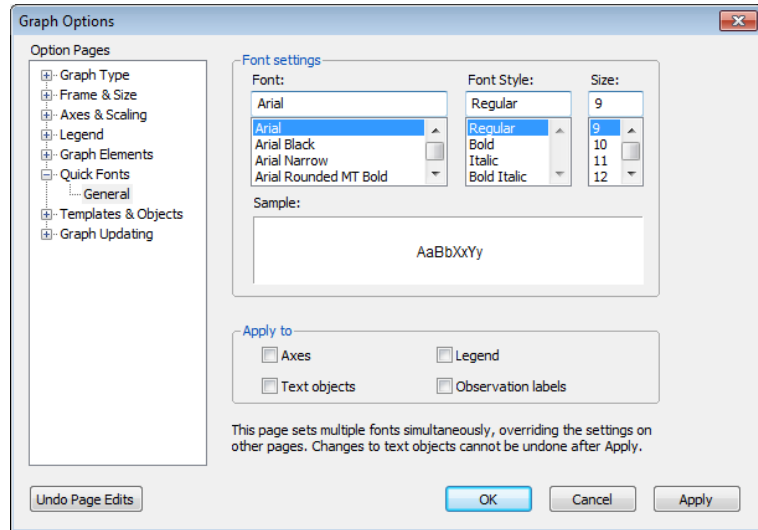 Graph Options
Option Pages
Graph Type
Frame & Size
Axes & Scaling
Legend
Graph Elements
Quick Fonts
General
Templates & Objects
Graph Updating
Font settings
Font: Font Style: Size:
Arial Regular 9
Arial Regular 9
Arial Black Bold 10
Arial Narrow Italic 11
Arial Rounded MT Bold Bold Italic 12
Sample:
AaBbXxYy
Apply to
Axes Legend
Text objects Observation labels
This page sets multiple fonts simultaneously, overriding the settings on
other pages. Changes to text objects cannot be undone after Apply.
Undo Page Edits OK Cancel Apply